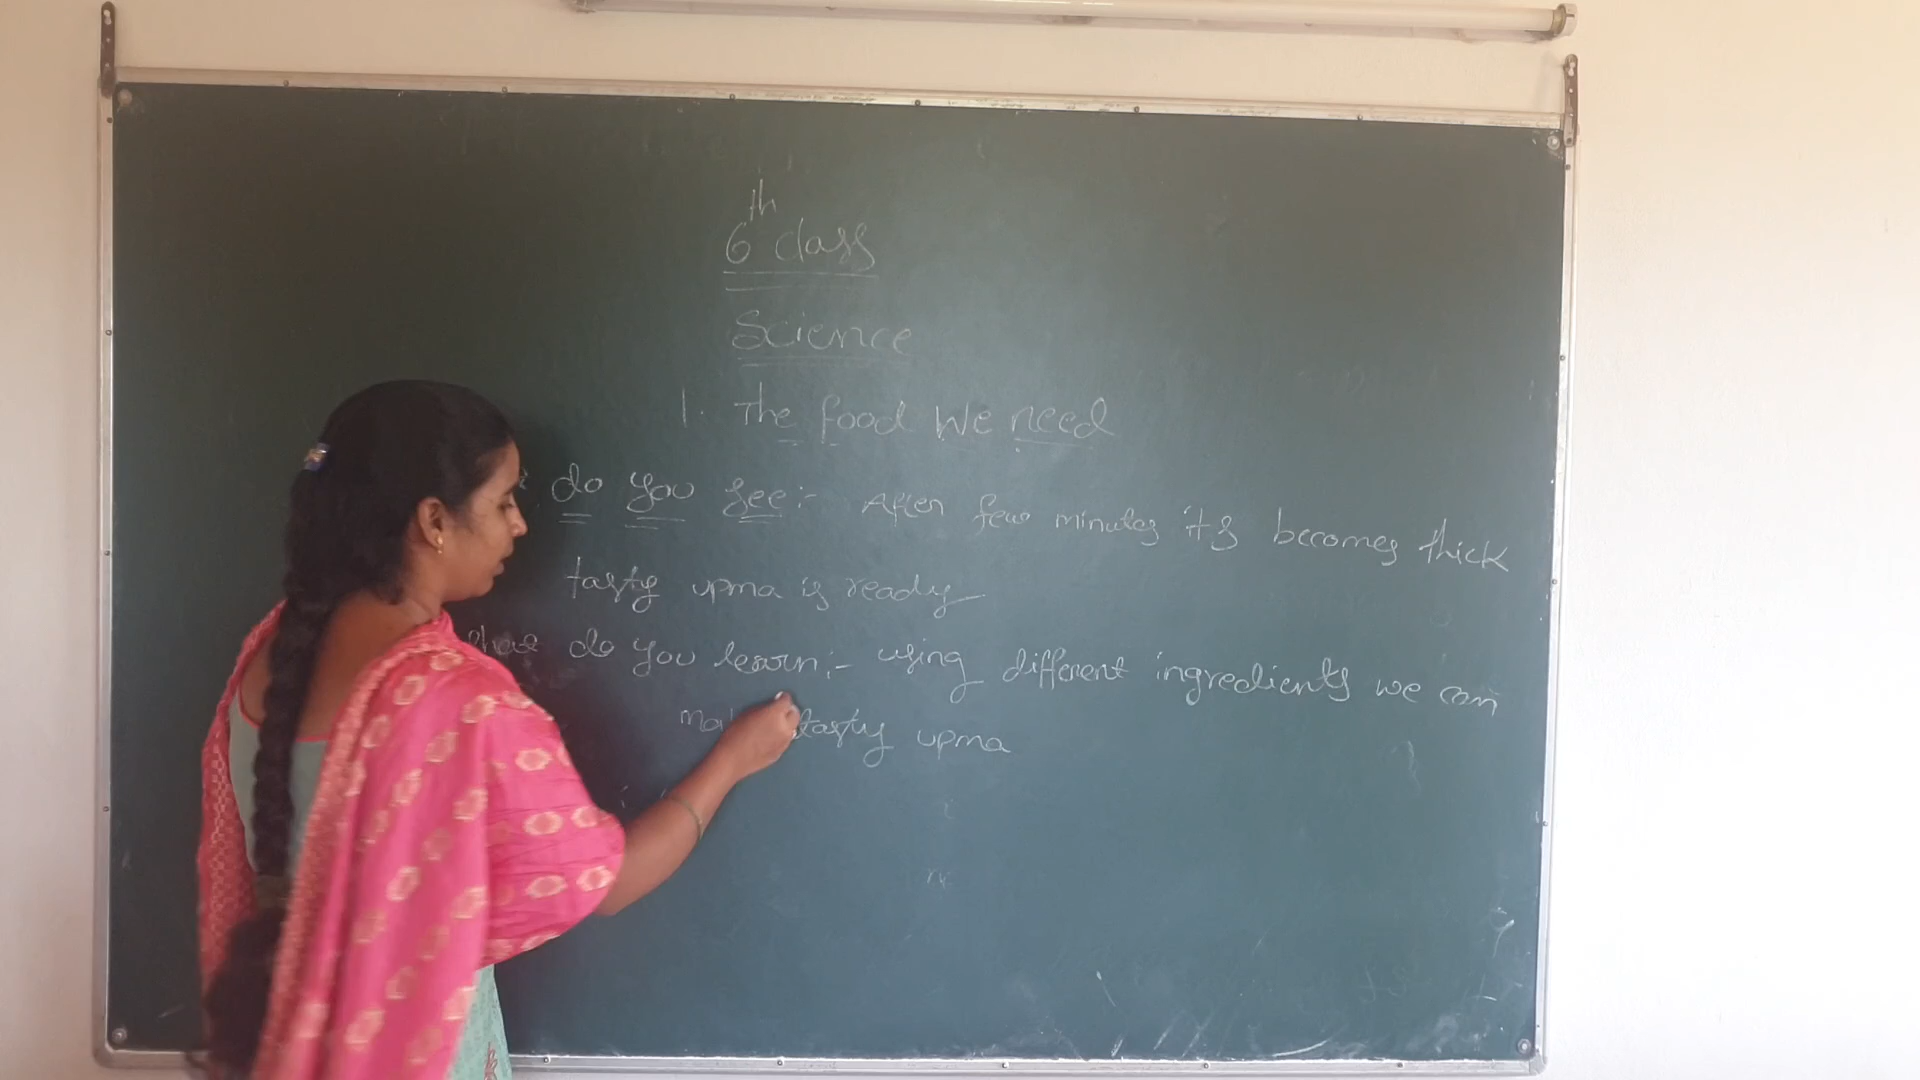 6th class
Science
1. The food We need
do you see:- After few minutes it's becomes thick
tasty upma is ready
do you learn:- using different ingredients we can
tasty upma